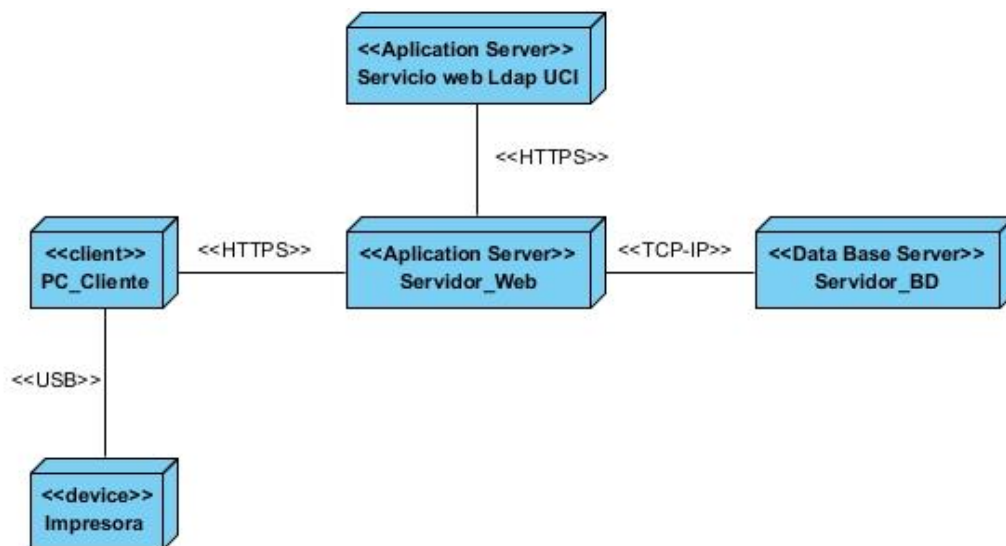 <<Aplication Server>>
Servicio web Ldap UCI
<<HTTPS>>
<<client>>
PC_Cliente
<<HTTPS>>
<<Aplication Server>>
Servidor_Web
<<TCP-IP>>
<<Data Base Server>>
Servidor_BD
<<USB>>
<<device>>
Impresora